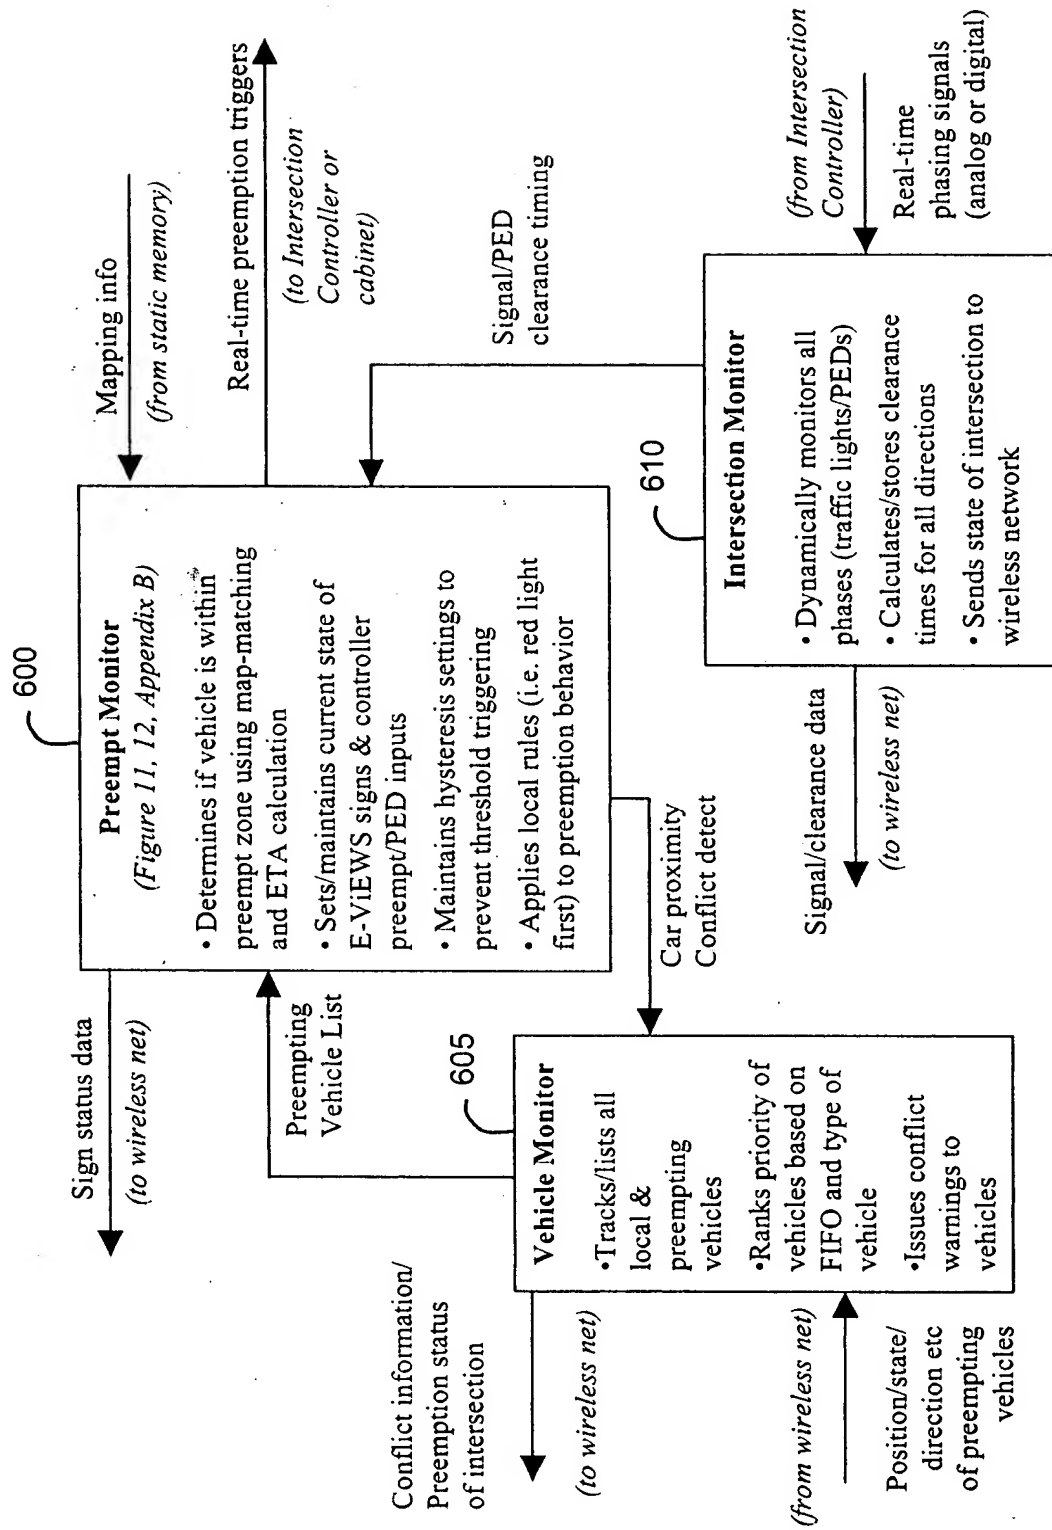 600
Preempt Monitor
(Figure 11, 12, Appendix B)
• Determines if vehicle is within
preempt zone using map-matching
and ETA calculation
• Sets/maintains current state of
E-ViEWS signs & controller
preempt/PED inputs
• Maintains hysteresis settings to
prevent threshold triggering
• Applies local rules (i.e. red light
first) to preemption behavior
Mapping info
(from static memory)
Real-time preemption triggers
(to Intersection
Controller or
cabinet)
Sign status data
(to wireless net)
Preempting
Vehicle List
Car proximity
Conflict detect
Signal/PED
clearance timing
605
Vehicle Monitor
•Tracks/lists all
local &
preempting
vehicles
•Ranks priority of
vehicles based on
FIFO and type of
vehicle
•Issues conflict
warnings to
vehicles
Conflict information/
Preemption status
of intersection
(to wireless net)
(from wireless net)
Position/state/
direction etc
of preempting
vehicles
610
Intersection Monitor
• Dynamically monitors all
phases (traffic lights/PEDs)
• Calculates/stores clearance
times for all directions
• Sends state of intersection to
wireless network
Signal/clearance data
(to wireless net)
(from Intersection
Controller)
Real-time
phasing signals
(analog or digital)